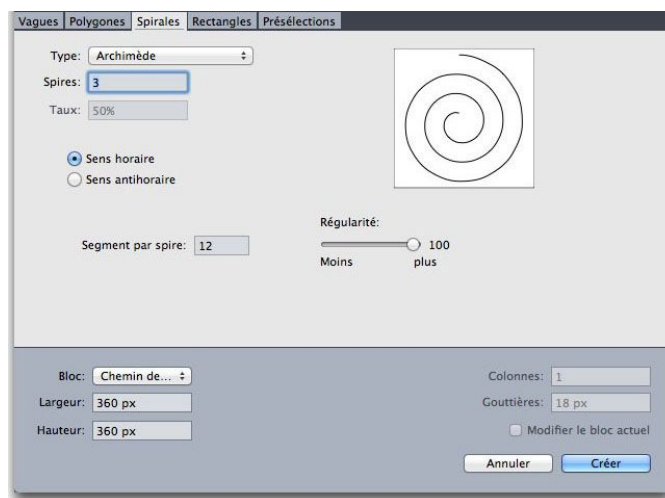 Vagues Polygones Spirales Rectangles Présélections
Type: Archimède
Spires: 3
Taux: 50%
Sens horaire
Sens antihoraire
Segment par spire: 12
Régularité:
100
Moins plus
Bloc: Chemin de...
Largeur: 360 px
Hauteur: 360 px
Colonnes: 1
Gouttières: 18 px
Modifier le bloc actuel
Annuler Créer